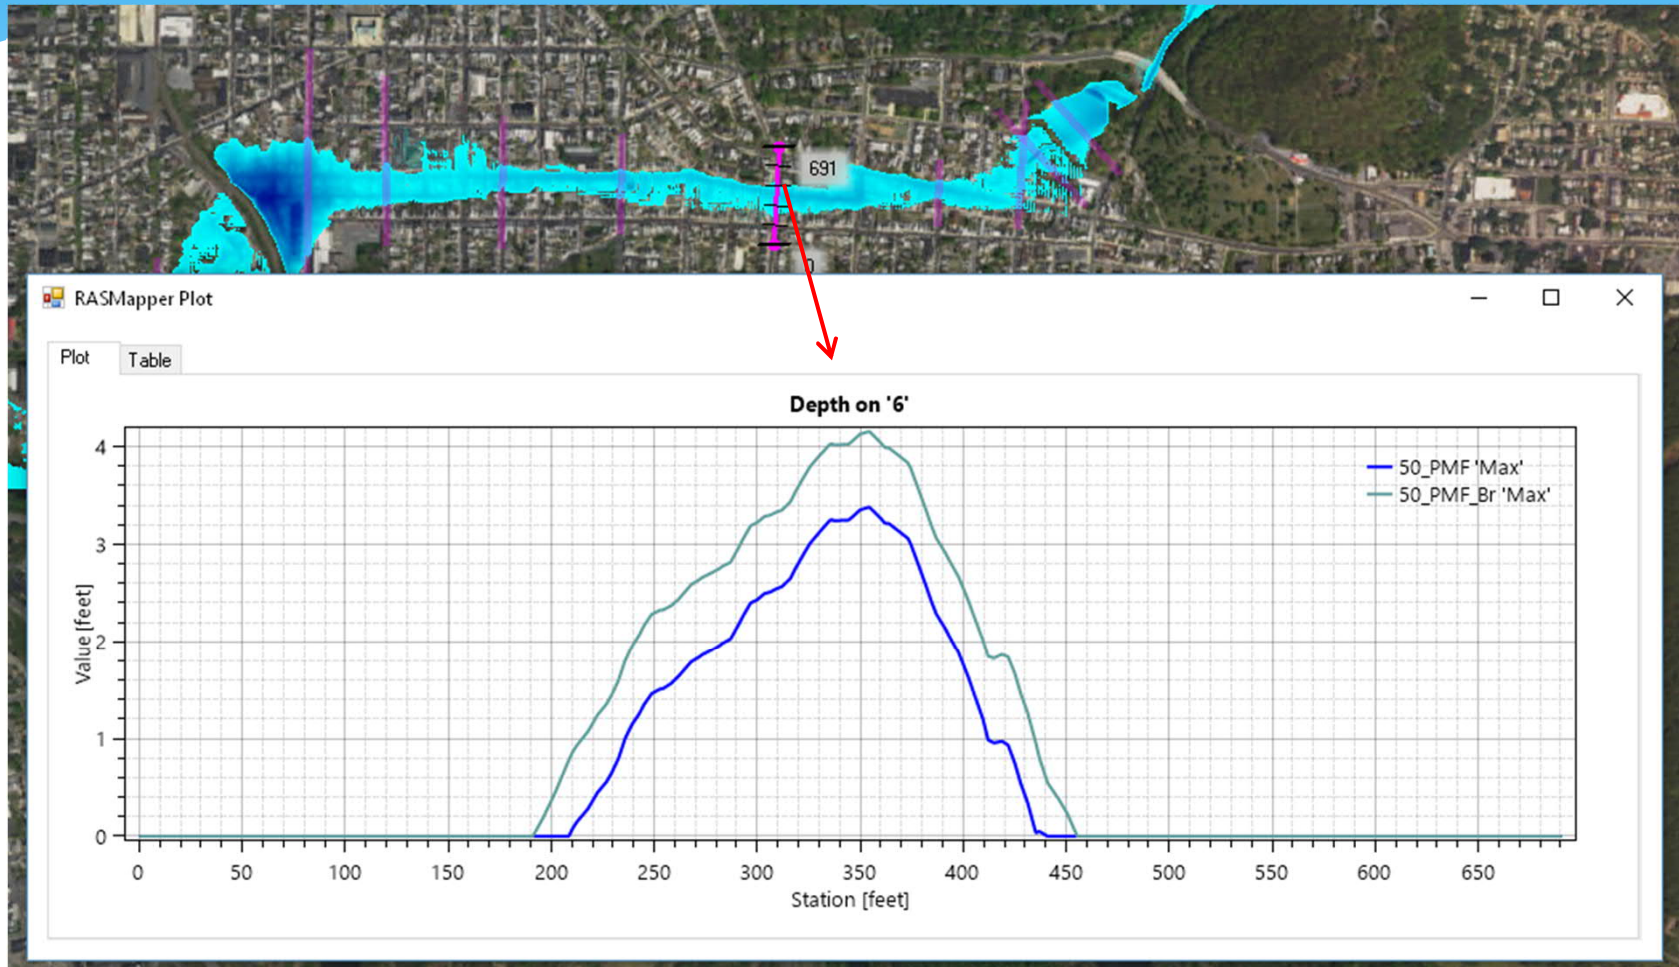 691
0
RASMapper Plot
Plot
Table
Depth on '6'
4
3
2
1
0
Value [feet]
50_PMF 'Max'
50_PMF_Br 'Max'
0 50 100 150 200 250 300 350 400 450 500 550 600 650
Station [feet]